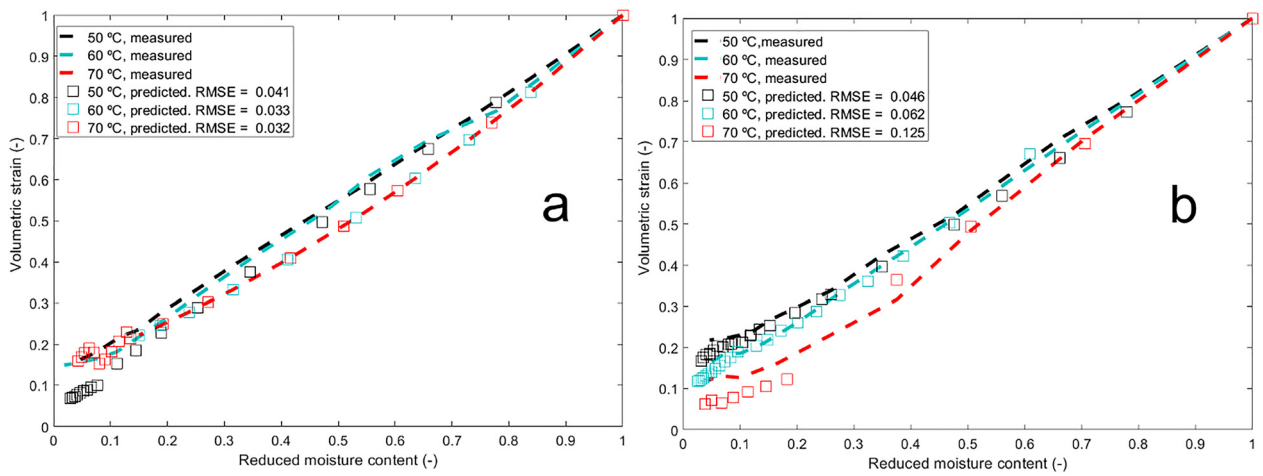 1
0.9
0.8
0.7
0.6
0.5
0.4
0.3
0.2
0.1
0
Volumetric strain (-)
50 ºC, measured
60 ºC, measured
70 ºC, measured
50 ºC, predicted. RMSE = 0.041
60 ºC, predicted. RMSE = 0.033
70 ºC, predicted. RMSE = 0.032
a
0 0.1 0.2 0.3 0.4 0.5 0.6 0.7 0.8 0.9 1
Reduced moisture content (-)
1
0.9
0.8
0.7
0.6
0.5
0.4
0.3
0.2
0.1
0
Volumetric strain (-)
50 ºC,measured
60 ºC, measured
70 ºC, measured
50 ºC, predicted. RMSE = 0.046
60 ºC, predicted. RMSE = 0.062
70 ºC, predicted. RMSE = 0.125
b
0 0.1 0.2 0.3 0.4 0.5 0.6 0.7 0.8 0.9 1
Reduced moisture content (-)